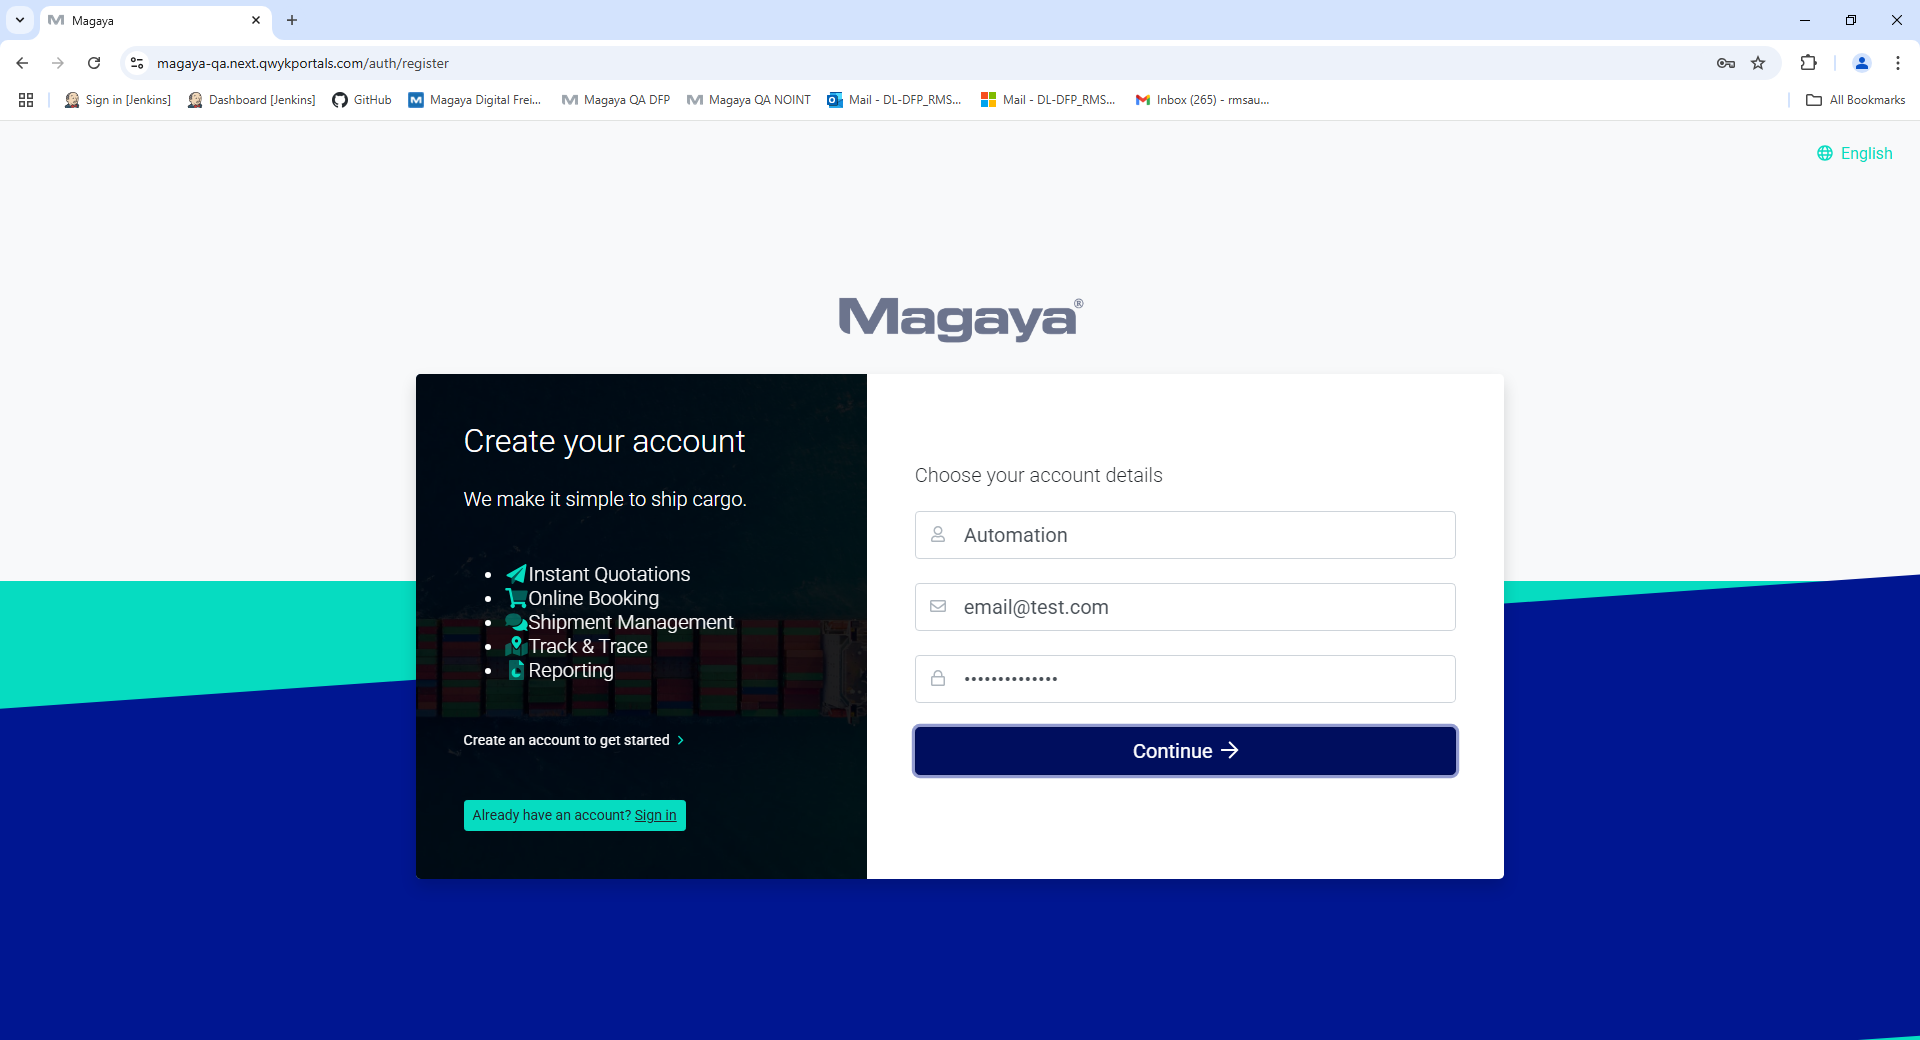 Magaya
magaya-qa.next.qwykportals.com/auth/register
Sign in [Jenkins]
Dashboard [Jenkins]
GitHub
Magaya Digital Frei...
Magaya QA DFP
Magaya QA NOINT
Mail - DL-DFP_RMS...
Mail - DL-DFP_RMS...
Inbox (265) - rmsau...
All Bookmarks
English
Magaya®
Create your account
We make it simple to ship cargo.
Instant Quotations
Online Booking
Shipment Management
Track & Trace
Reporting
Create an account to get started
Already have an account? Sign in
Choose your account details
Automation
email@test.com
••••••••••••••
Continue